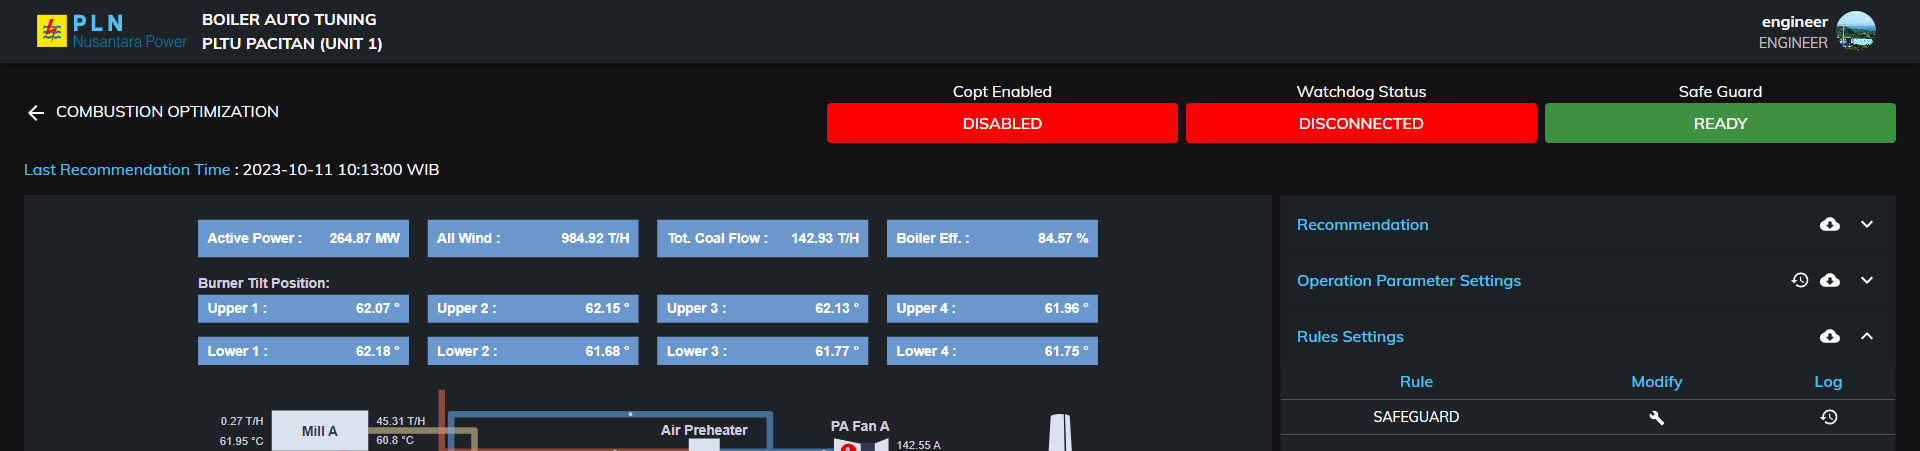 PLN
Nusantara Power
BOILER AUTO TUNING
PLTU PACITAN (UNIT 1)
engineer
ENGINEER
COMBUSTION OPTIMIZATION
Copt Enabled
DISABLED
Watchdog Status
DISCONNECTED
Safe Guard
READY
Last Recommendation Time : 2023-10-11 10:13:00 WIB
Active Power : 264.87 MW
All Wind : 984.92 T/H
Tot. Coal Flow : 142.93 T/H
Boiler Eff. : 84.57 %
Burner Tilt Position:
Upper 1 : 62.07 °
Upper 2 : 62.15 °
Upper 3 : 62.13 °
Upper 4 : 61.96 °
Lower 1 : 62.18 °
Lower 2 : 61.68 °
Lower 3 : 61.77 °
Lower 4 : 61.75 °
0.27 T/H
61.95 °C
Mill A
45.31 T/H
60.8 °C
Air Preheater
PA Fan A
A
142.55 A
Recommendation
Operation Parameter Settings
Rules Settings
Rule Modify Log
SAFEGUARD